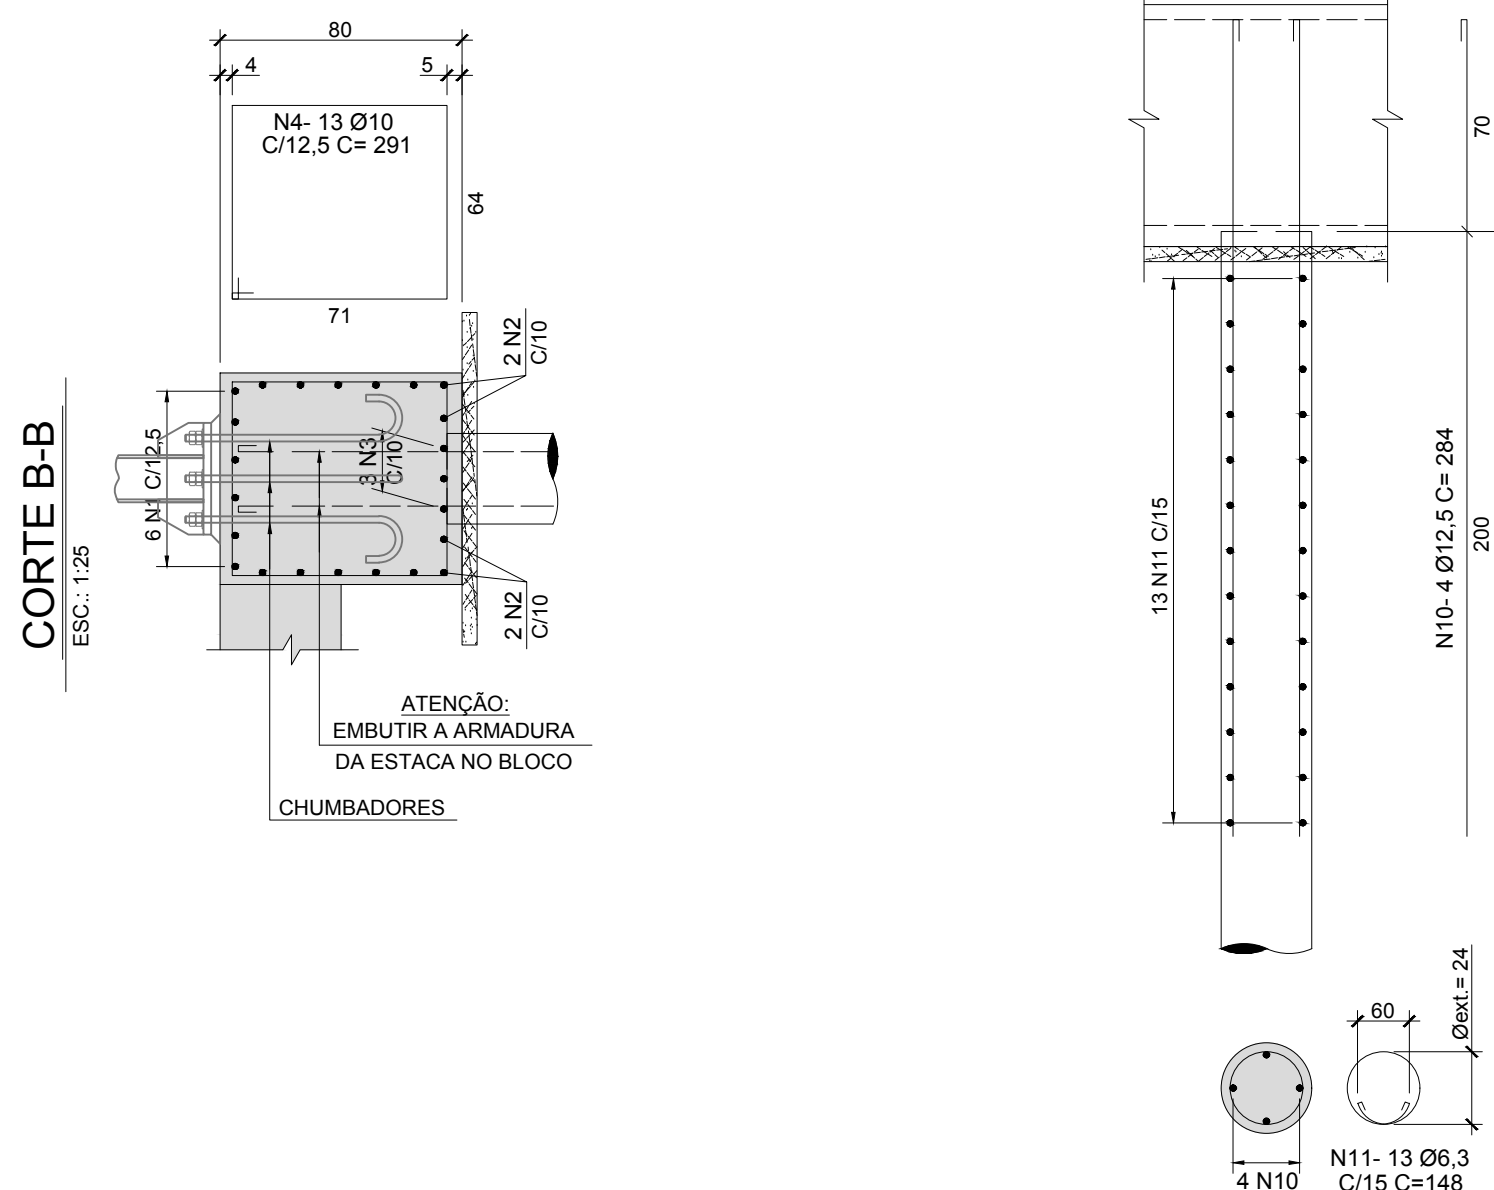 80
4
5
N4- 13 Ø10
C/12,5 C= 291
64
71
2 N2
C/10
CORTE B-B
ESC.: 1:25
6 N1 C/12,5
3 N3
C/10
2 N2
C/10
ATENÇÃO:
EMBUTIR A ARMADURA
DA ESTACA NO BLOCO
CHUMBADORES
70
13 N11 C/15
N10- 4 Ø12,5 C= 284
200
60
Øext.= 24
4 N10
N11- 13 Ø6,3
C/15 C=148